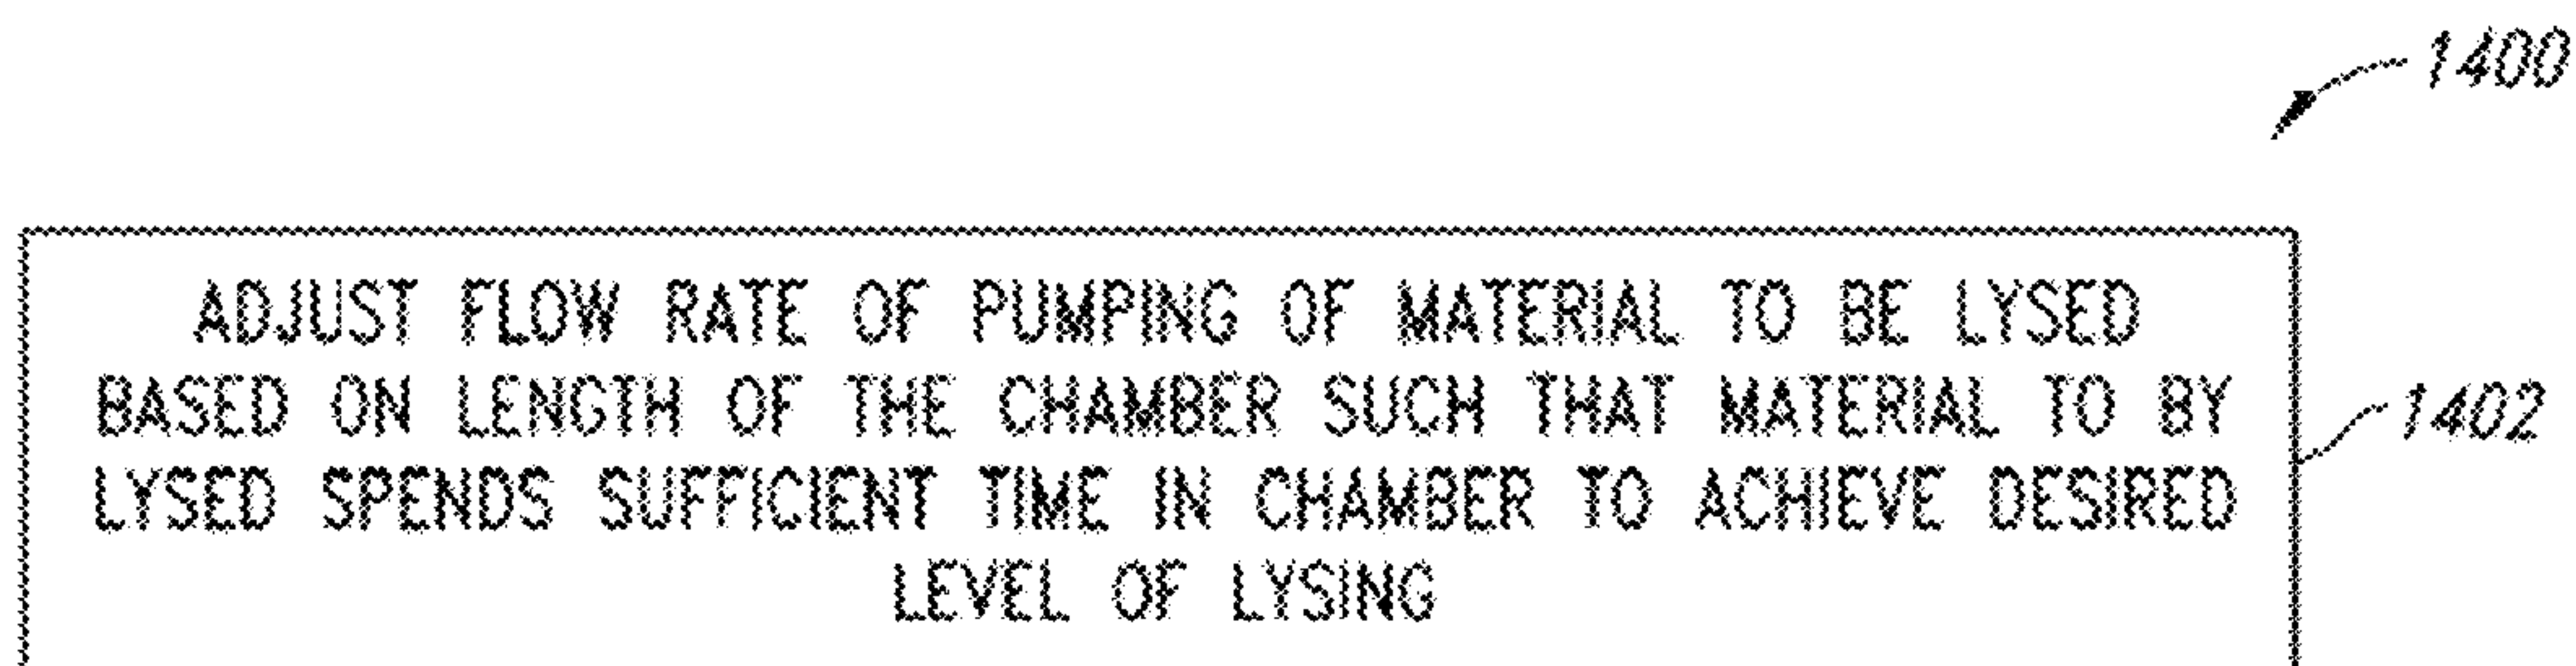 1400
ADJUST FLOW RATE OF PUMPING OF MATERIAL TO BE LYSED
BASED ON LENGTH OF THE CHAMBER SUCH THAT MATERIAL TO BY
1402
LYSED SPENDS SUFFICIENT TIME IN CHAMBER TO ACHIEVE DESIRED
LEVEL OF LYSING